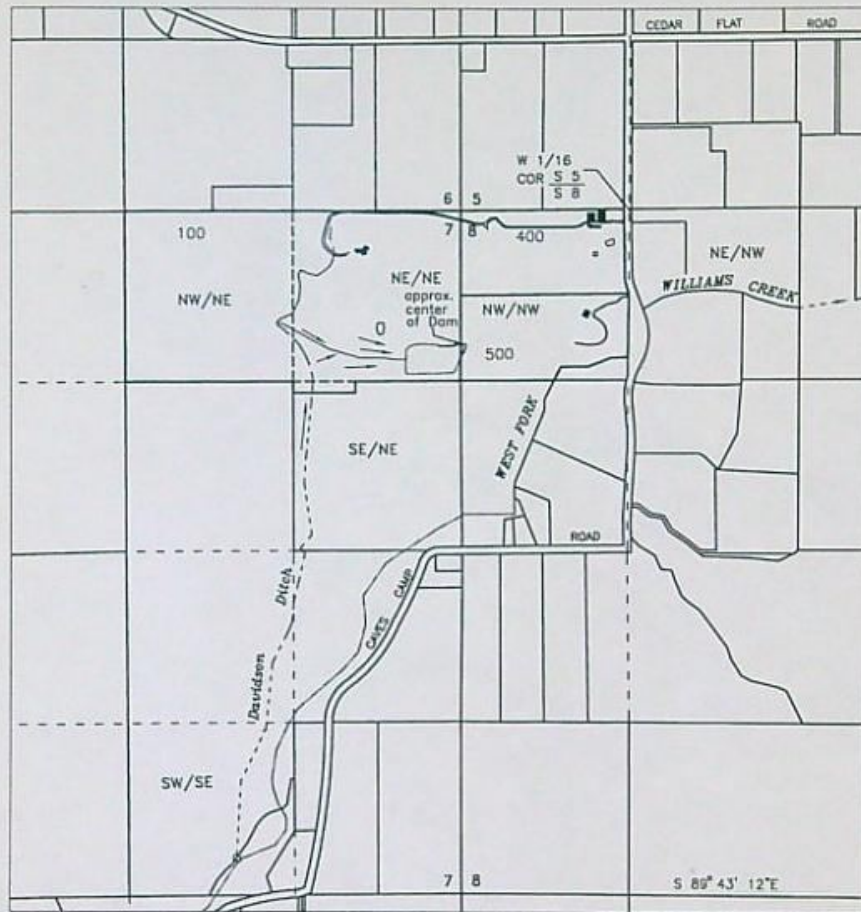 CEDAR FLAT ROAD
W 1/16
COR S 5
S 8
6 5
7 8
100
400
NE/NW
NW/NE
NE/NE
approx.
center
of Dam
NW/NW
WILLIAMS CREEK
0
500
SE/NE
WEST FORK
ROAD
CAVES CAMP
Ditch
Davidson
SW/SE
7 8
S 89° 43' 12"E